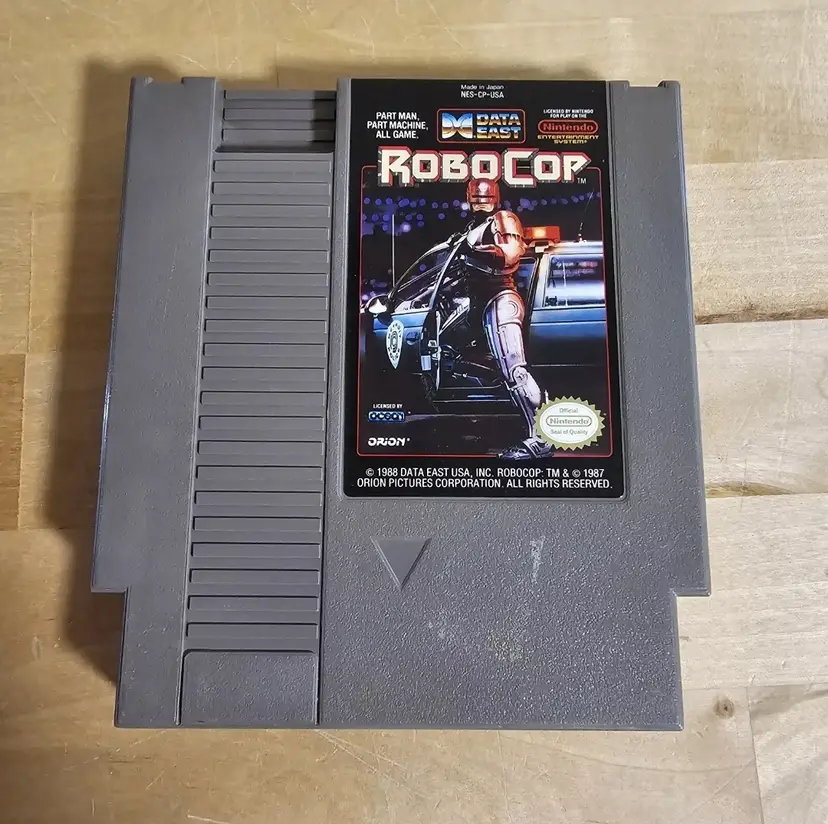 Made in Japan
NES-CP-USA
PART MAN,
PART MACHINE,
ALL GAME.
DATA
EAST
LICENSED BY NINTENDO
FOR PLAY ON THE
Nintendo
ENTERTAINMENT
SYSTEM
ROBOCOP TM
LICENSED BY
ocean
ORION
Official
Nintendo
Seal of Quality
© 1988 DATA EAST USA, INC. ROBOCOP: TM & © 1987
ORION PICTURES CORPORATION. ALL RIGHTS RESERVED.